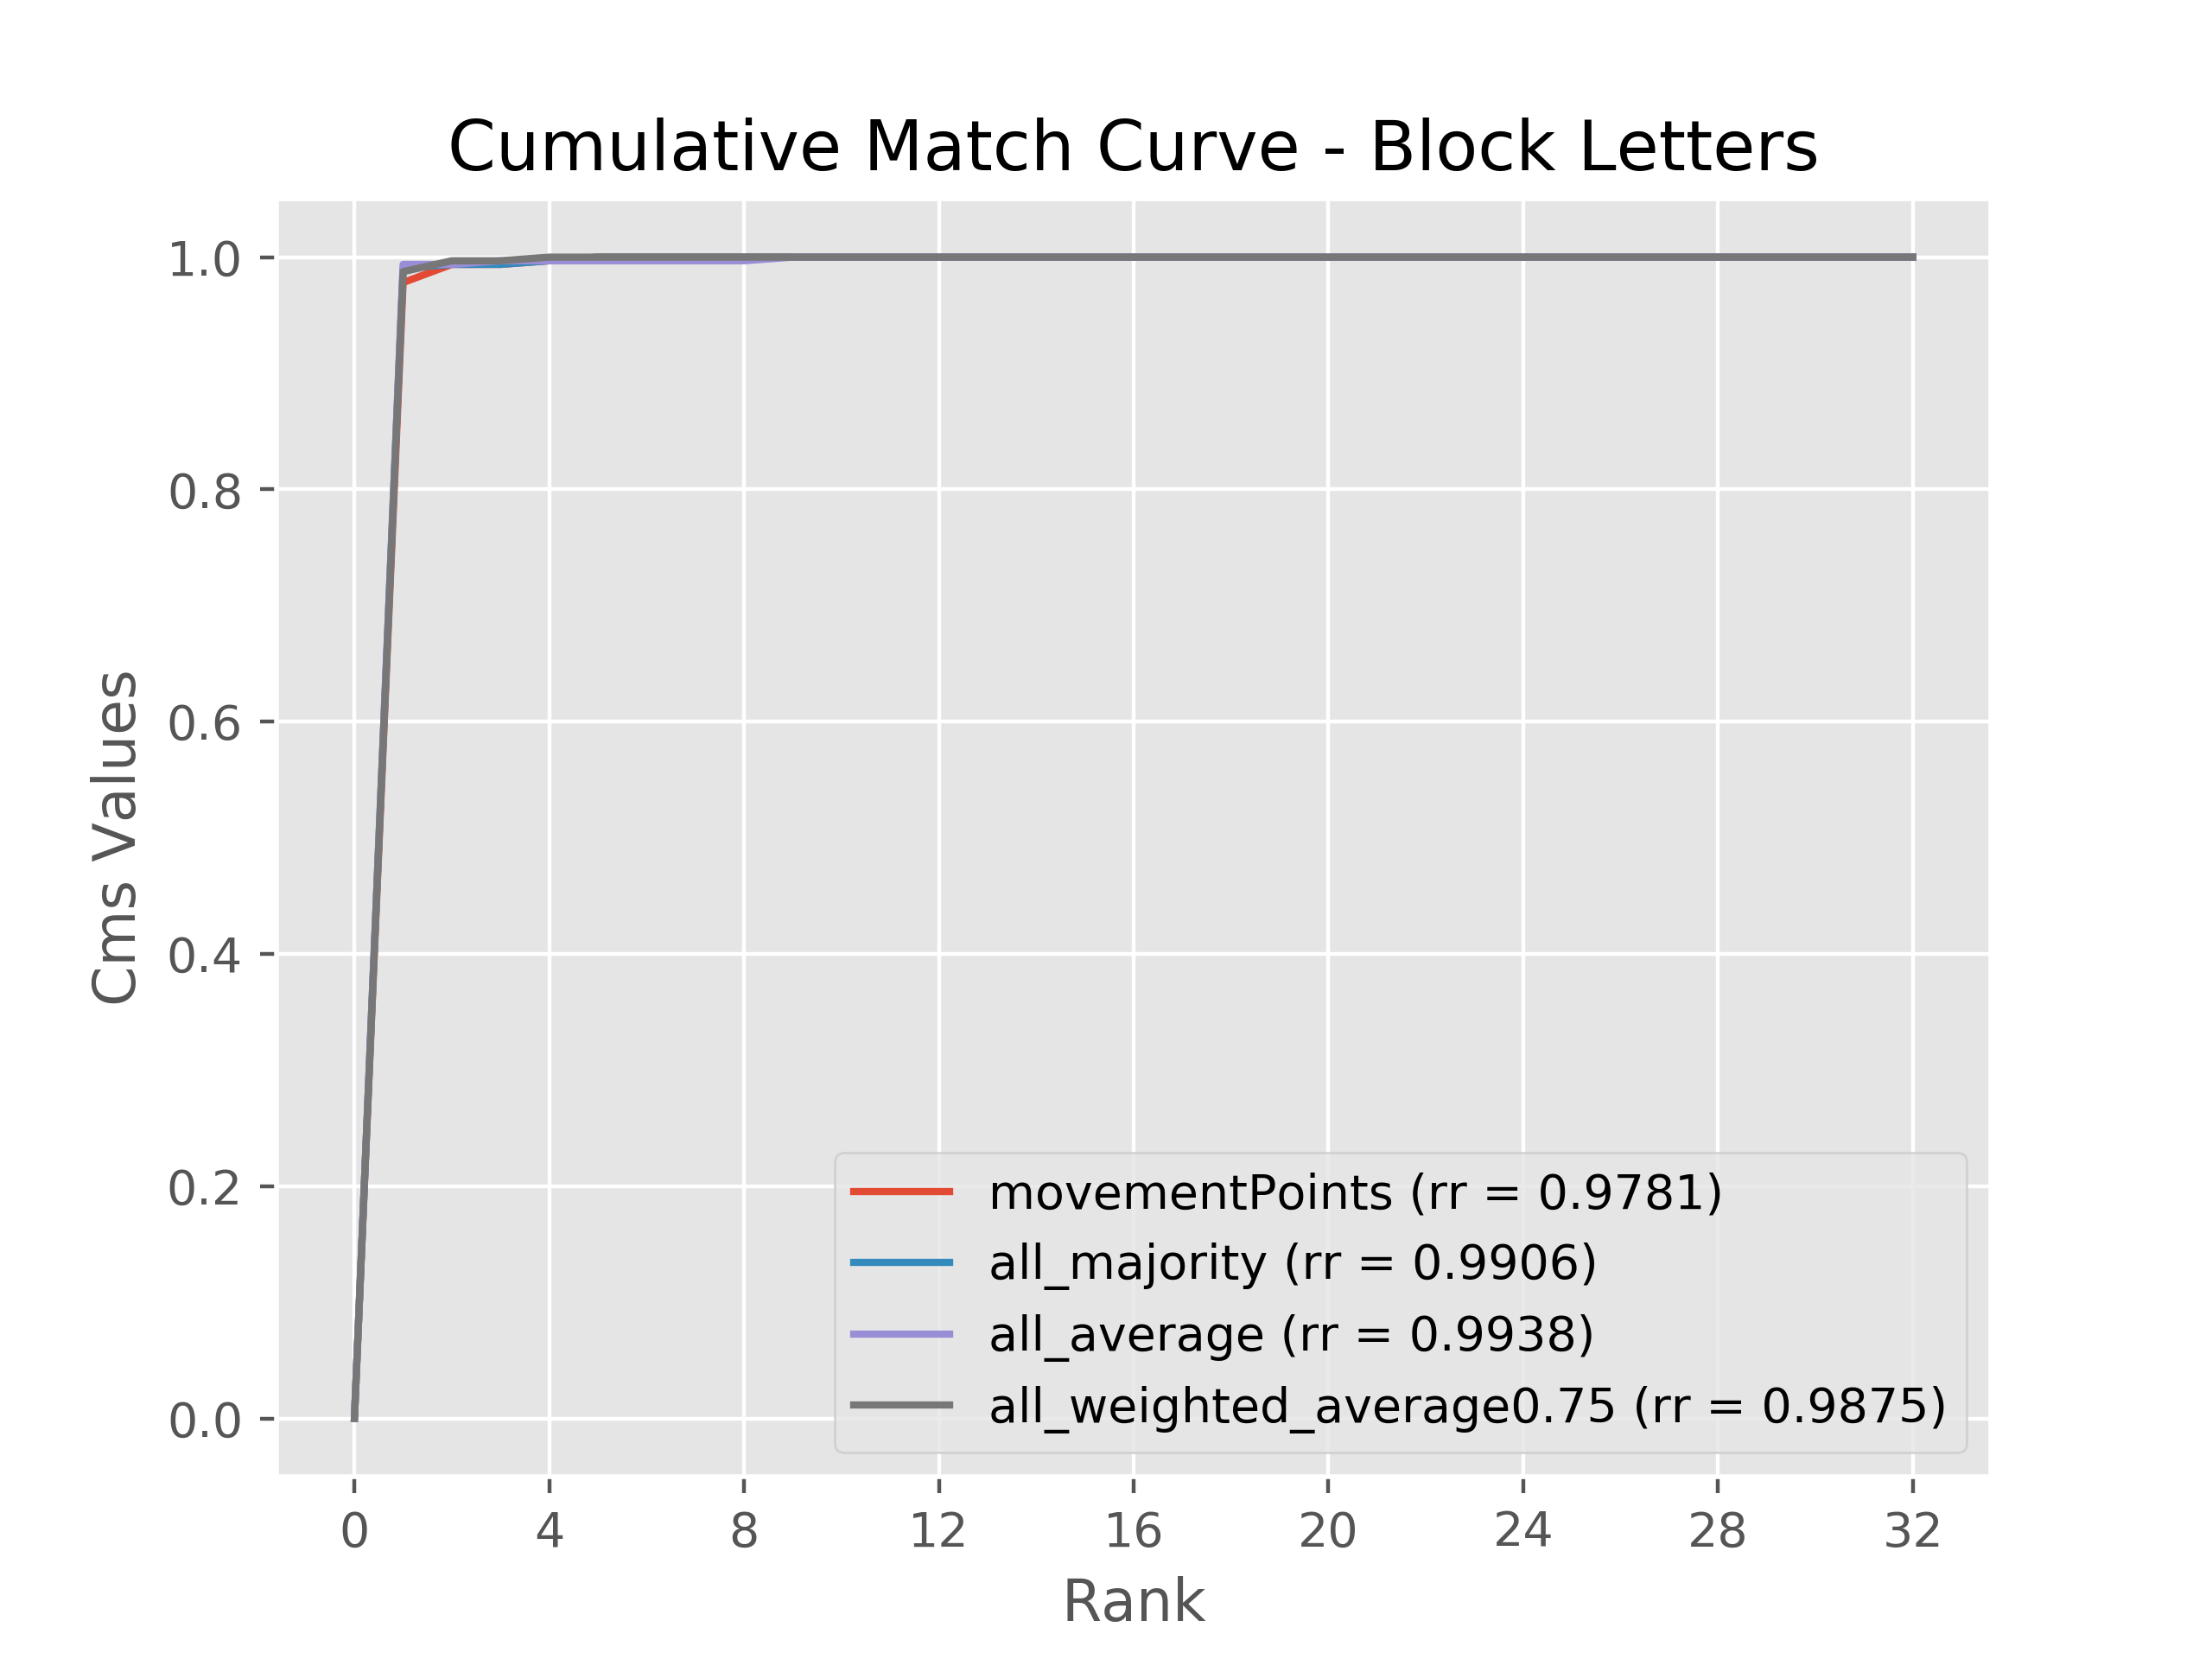 Cumulative Match Curve - Block Letters
1.0
0.8
0.6
0.4
0.2
0.0
Cms Values
movementPoints (rr = 0.9781)
all_majority (rr = 0.9906)
all_average (rr = 0.9938)
all_weighted_average0.75 (rr = 0.9875)
0 4 8 12 16 20 24 28 32
Rank